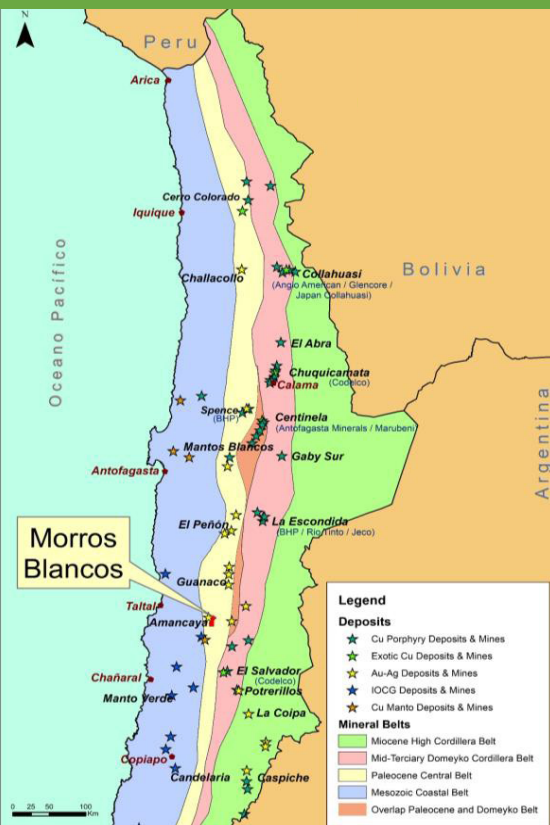 Peru
Arica
Cerro Colorado
Iquique
Challacollo
Collahuasi
(Anglo American / Glencore /
Japan Collahuasi)
Bolivia
Oceano Pacífico
El Abra
Chuquicamata
(Codelco)
Calama
Spence
(BHP)
Centinela
(Antofagasta Minerals / Marubeni)
Mantos Blancos
Gaby Sur
Antofagasta
Argentina
El Peñón
La Escondida
(BHP / Rio Tinto / Jeco)
Morros
Blancos
Guanaco
Taltal
Amancaya
El Salvador
(Codelco)
Chañaral
Potrerillos
Manto Verde
La Coipa
Copiapo
Candelaria
Caspiche
0 25 50 100
Km
Legend
Deposits
Cu Porphyry Deposits & Mines
Exotic Cu Deposits & Mines
Au-Ag Deposits & Mines
IOCG Deposits & Mines
Cu Manto Deposits & Mines
Mineral Belts
Miocene High Cordillera Belt
Mid-Terciary Domeyko Cordillera Belt
Paleocene Central Belt
Mesozoic Coastal Belt
Overlap Paleocene and Domeyko Belt